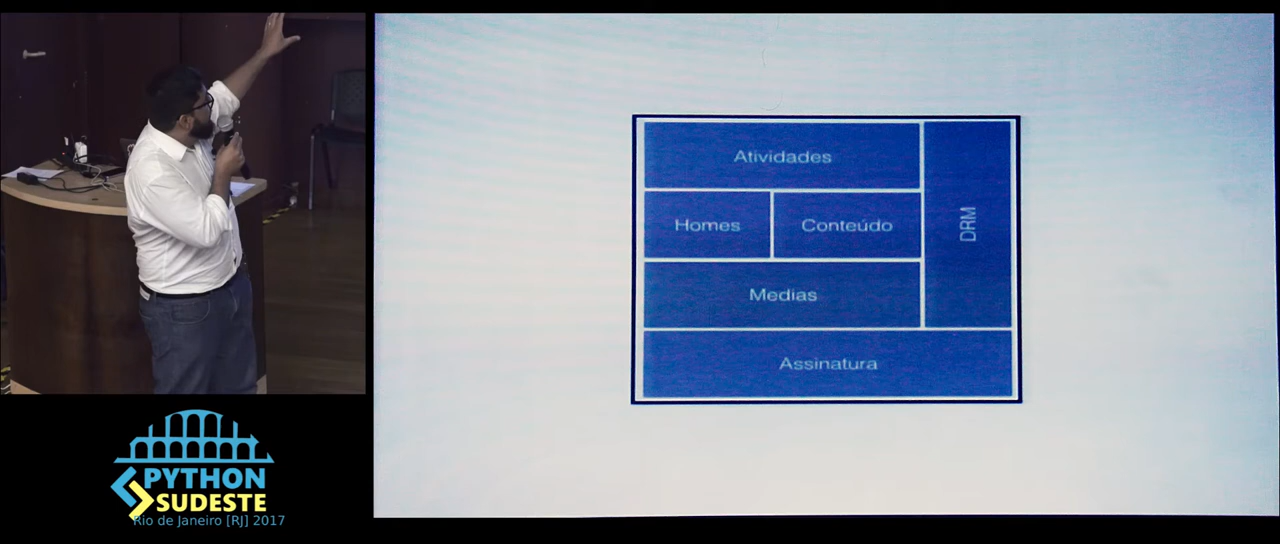 Atividades
Homes
Conteúdo
DRM
Medias
Assinatura
PYTHON
SUDESTE
Rio de Janeiro [RJ] 2017